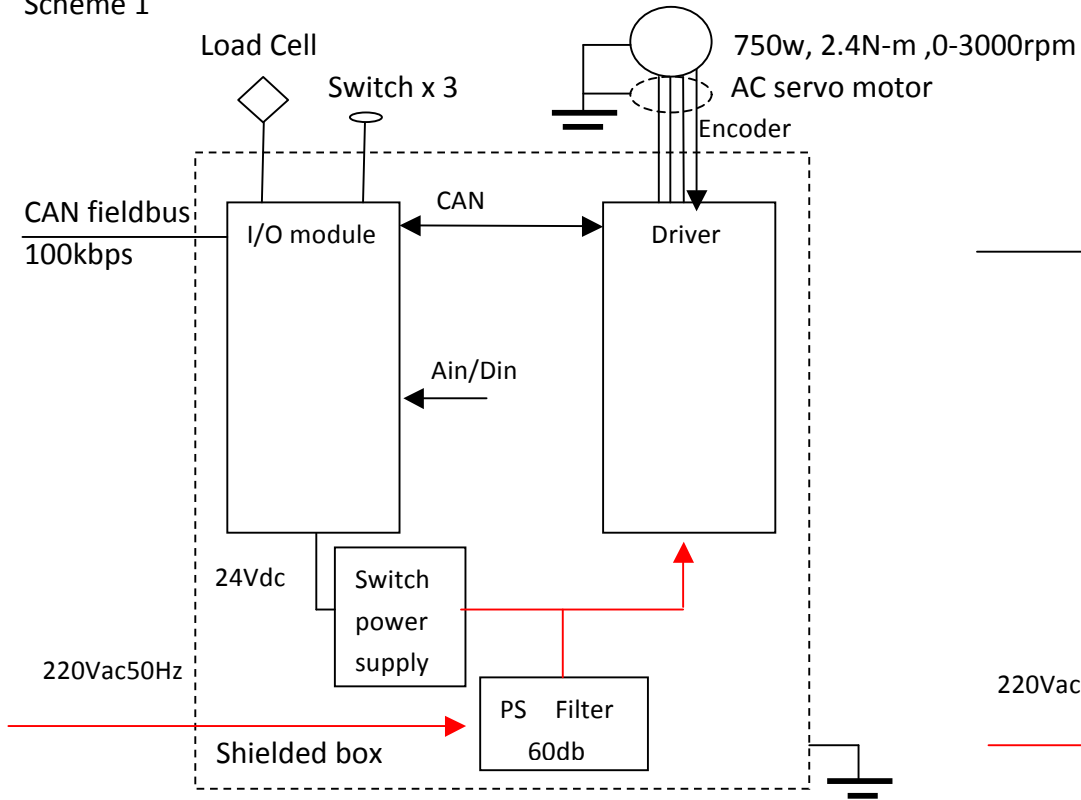 Scheme 1
Load Cell
Switch x 3
750w, 2.4N-m ,0-3000rpm
AC servo motor
Encoder
CAN fieldbus
100kbps
I/O module
CAN
Driver
Ain/Din
24Vdc
Switch
power
supply
220Vac50Hz
PS Filter
60db
Shielded box
220Vac